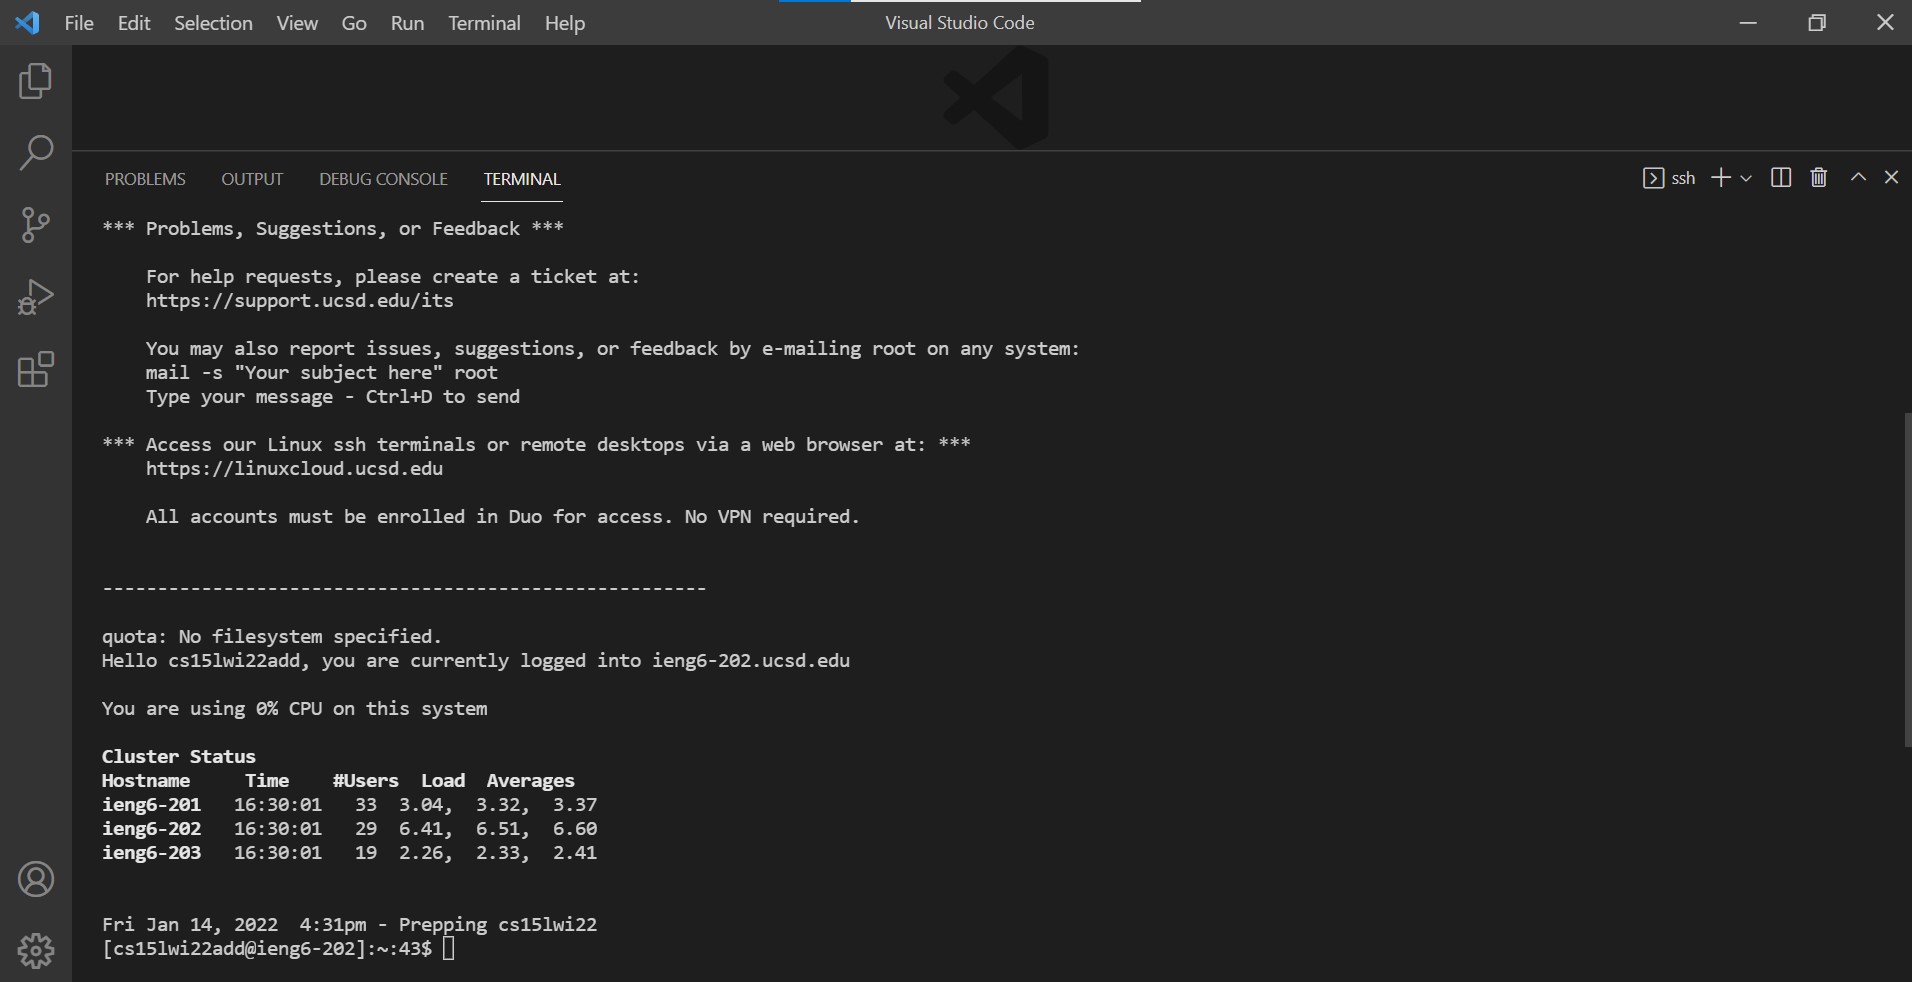 File Edit Selection View Go Run Terminal Help Visual Studio Code
PROBLEMS OUTPUT DEBUG CONSOLE TERMINAL ssh
*** Problems, Suggestions, or Feedback ***
For help requests, please create a ticket at:
https://support.ucsd.edu/its
You may also report issues, suggestions, or feedback by e-mailing root on any system:
mail -s "Your subject here" root
Type your message - Ctrl+D to send
*** Access our Linux ssh terminals or remote desktops via a web browser at: ***
https://linuxcloud.ucsd.edu
All accounts must be enrolled in Duo for access. No VPN required.
-------------------------------------------------------
quota: No filesystem specified.
Hello cs15lwi22add, you are currently logged into ieng6-202.ucsd.edu
You are using 0% CPU on this system
Cluster Status
Hostname     Time    #Users  Load  Averages
ieng6-201   16:30:01   33  3.04,  3.32,  3.37
ieng6-202   16:30:01   29  6.41,  6.51,  6.60
ieng6-203   16:30:01   19  2.26,  2.33,  2.41
Fri Jan 14, 2022  4:31pm - Prepping cs15lwi22
[cs15lwi22add@ieng6-202]:~:43$